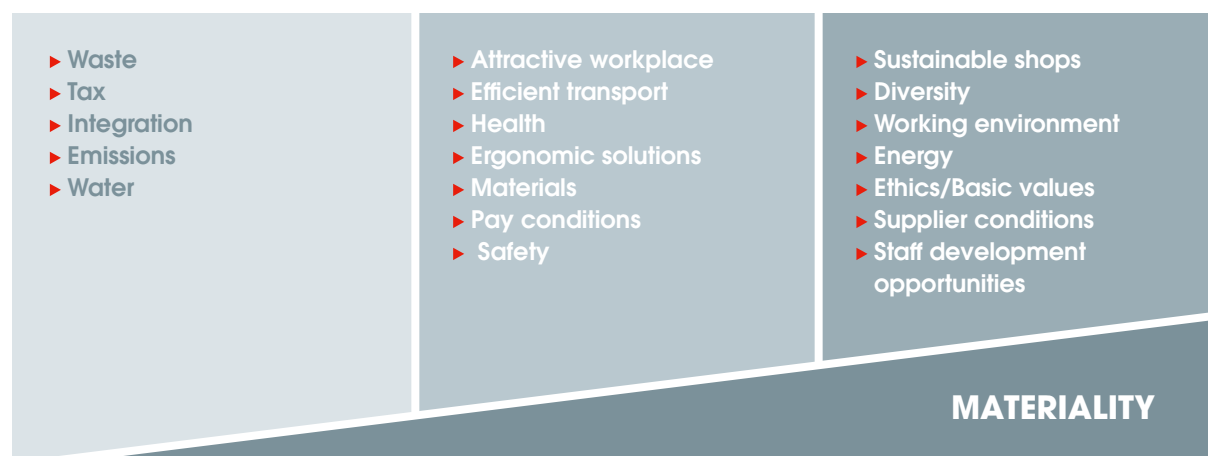 ▶ Waste
▶ Tax
▶ Integration
▶ Emissions
▶ Water
▶ Attractive workplace
▶ Efficient transport
▶ Health
▶ Ergonomic solutions
▶ Materials
▶ Pay conditions
▶ Safety
▶ Sustainable shops
▶ Diversity
▶ Working environment
▶ Energy
▶ Ethics/Basic values
▶ Supplier conditions
▶ Staff development
opportunities
MATERIALITY